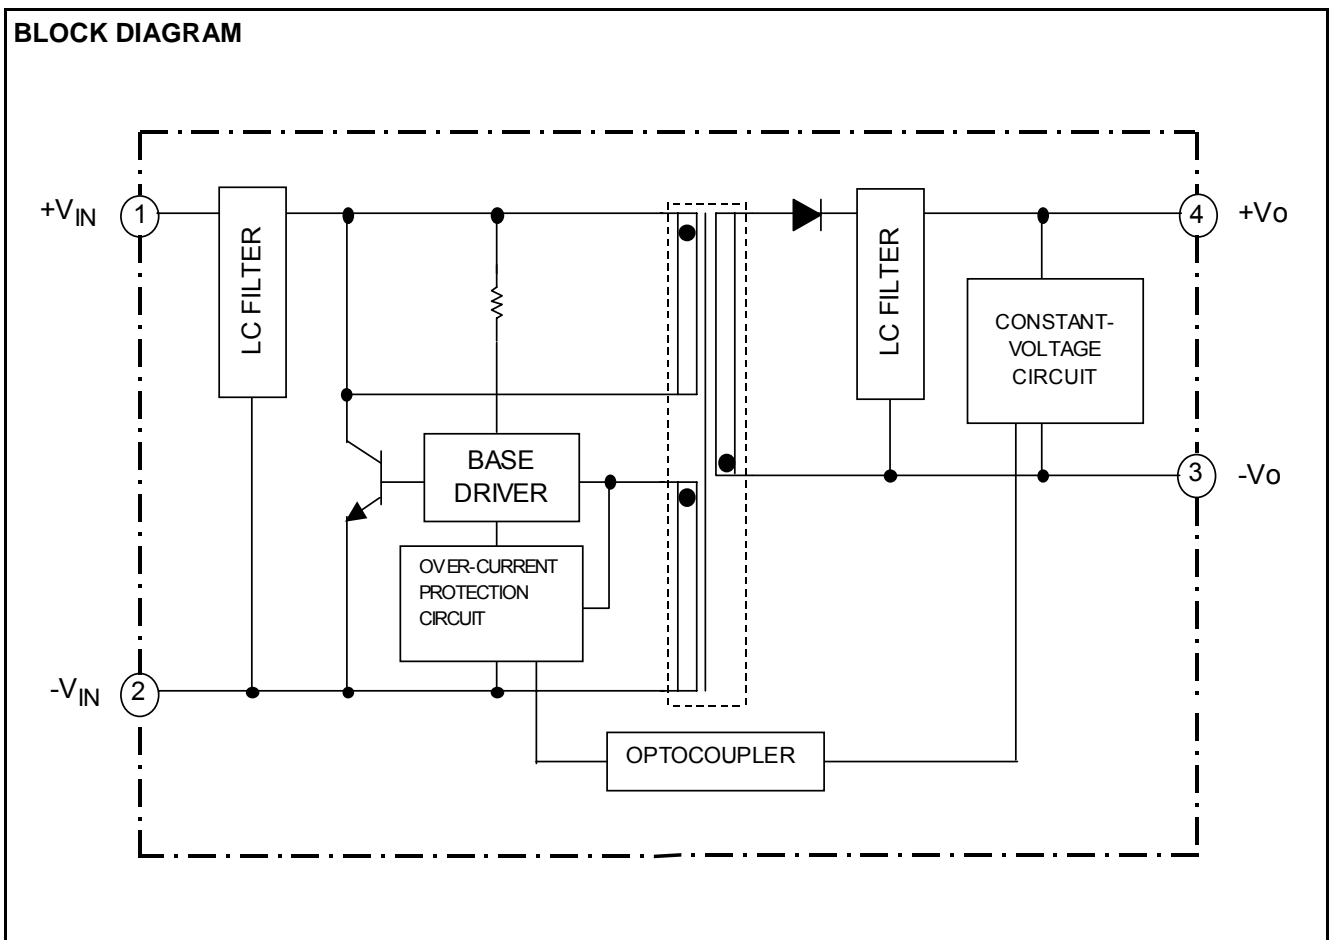 BLOCK DIAGRAM
+VIN
1
LC FILTER
LC FILTER
4
+Vo
CONSTANT-
VOLTAGE
CIRCUIT
BASE
DRIVER
3
-Vo
OVER-CURRENT
PROTECTION
CIRCUIT
-VIN
2
OPTOCOUPLER